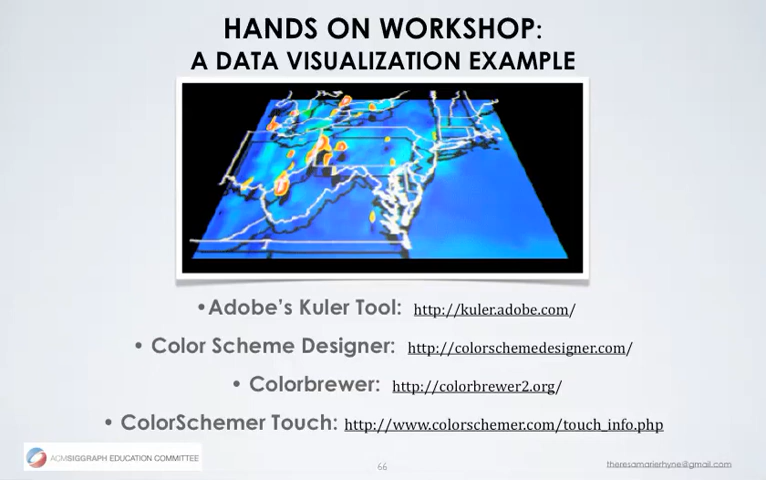 HANDS ON WORKSHOP:
A DATA VISUALIZATION EXAMPLE
•Adobe's Kuler Tool: http://kuler.adobe.com/
• Color Scheme Designer: http://colorschemedesigner.com/
• Colorbrewer: http://colorbrewer2.org/
• ColorSchemer Touch: http://www.colorschemer.com/touch_info.php
ACMSIGGRAPH EDUCATION COMMITTEE
66
theresamarierhyne@gmail.com